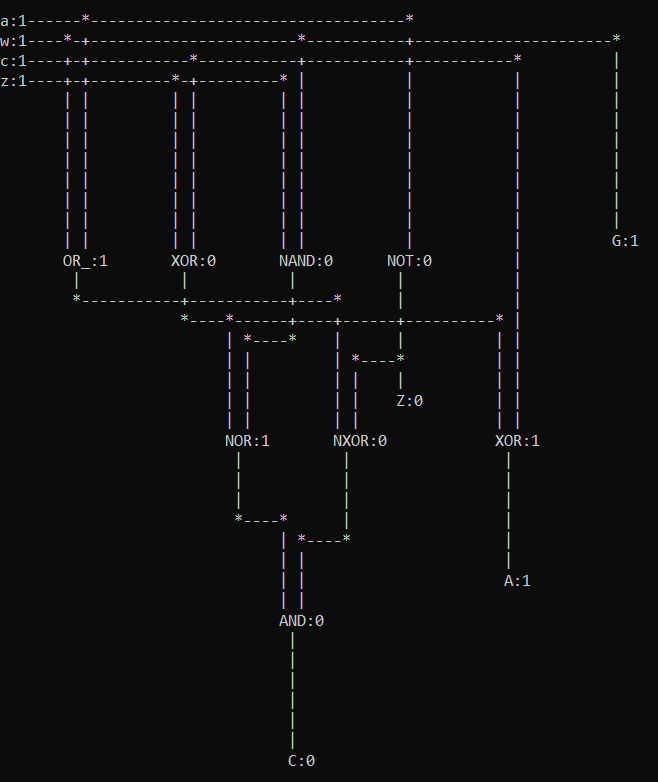 a:1------*-----------------------------------*
w:1----*-+-----------------------*-----------+----------------------*
c:1----+-+-----------*-----------+-----------+-----------*          |
z:1----+-+---------*-+---------* |           |           |          |
       | |         | |         | |           |           |          |
       | |         | |         | |           |           |          |
       | |         | |         | |           |           |          |
       | |         | |         | |           |           |          |
       | |         | |         | |           |           |          |
       | |         | |         | |           |           |          |
       | |         | |         | |           |           |          |
       | |         | |         | |           |           |         G:1
       OR_:1       XOR:0       NAND:0      NOT:0         |
        |           |           |           |            |
        *-----------+-----------+----*      |            |
                    *----*------+----+------+----------* |
                         | *----*    |      |          | |
                         | |         | *----*          | |
                         | |         | |    |          | |
                         | |         | |   Z:0         | |
                         | |         | |               | |
                         NOR:1       NXOR:0            XOR:1
                          |           |                 |
                          |           |                 |
                          |           |                 |
                          *----*      |                 |
                               | *----*                 |
                               | |                      |
                               | |                     A:1
                               | |
                               AND:0
                                |
                                |
                                |
                                |
                                |
                                |
                                C:0